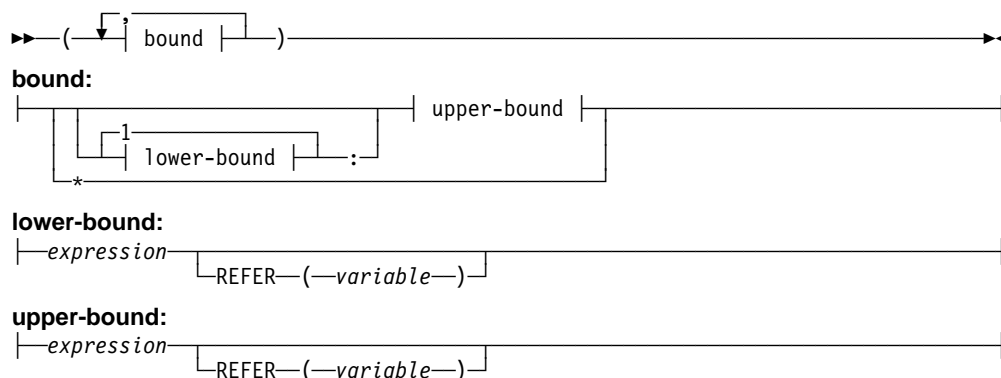 ,
( bound )
bound:
upper-bound
1
lower-bound :
*
lower-bound:
expression
REFER ( variable )
upper-bound:
expression
REFER ( variable )